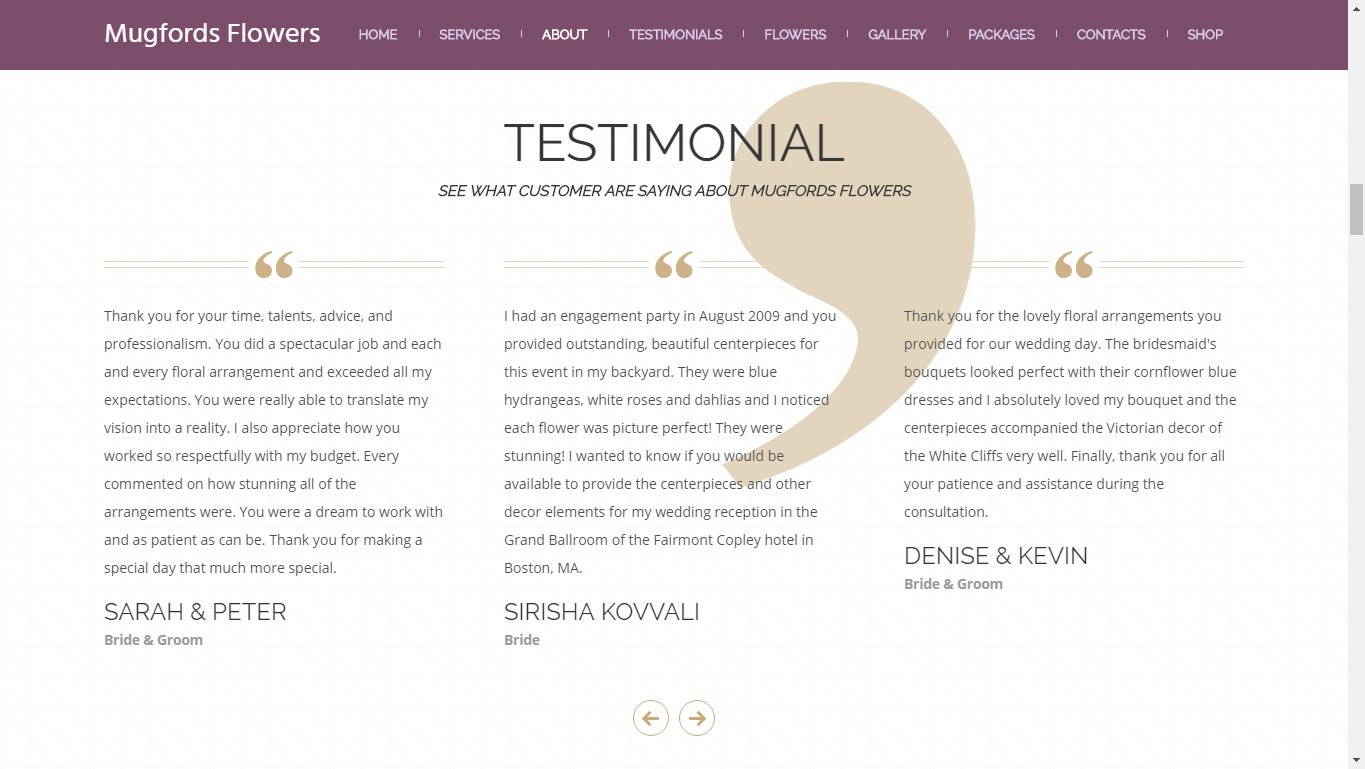 Mugfords Flowers
HOME
SERVICES
ABOUT
TESTIMONIALS
FLOWERS
GALLERY
PACKAGES
CONTACTS
SHOP
TESTIMONIAL
SEE WHAT CUSTOMER ARE SAYING ABOUT MUGFORDS FLOWERS
Thank you for your time, talents, advice, and
professionalism. You did a spectacular job and each
and every floral arrangement and exceeded all my
expectations. You were really able to translate my
vision into a reality. I also appreciate how you
worked so respectfully with my budget. Every
commented on how stunning all of the
arrangements were. You were a dream to work with
and as patient as can be. Thank you for making a
special day that much more special.
SARAH & PETER
Bride & Groom
I had an engagement party in August 2009 and you
provided outstanding, beautiful centerpieces for
this event in my backyard. They were blue
hydrangeas, white roses and dahlias and I noticed
each flower was picture perfect! They were
stunning! I wanted to know if you would be
available to provide the centerpieces and other
decor elements for my wedding reception in the
Grand Ballroom of the Fairmont Copley hotel in
Boston, MA.
SIRISHA KOVVALI
Bride
Thank you for the lovely floral arrangements you
provided for our wedding day. The bridesmaid's
bouquets looked perfect with their cornflower blue
dresses and I absolutely loved my bouquet and the
centerpieces accompanied the Victorian decor of
the White Cliffs very well. Finally, thank you for all
your patience and assistance during the
consultation.
DENISE & KEVIN
Bride & Groom